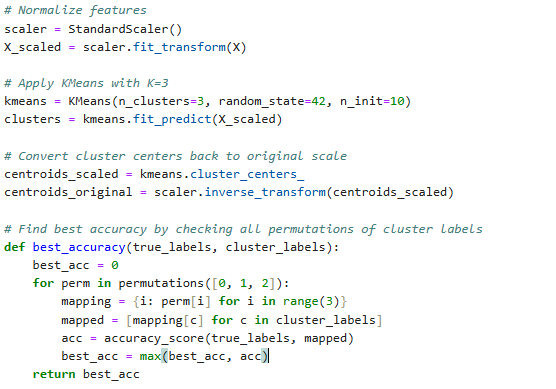 # Normalize features
scaler = StandardScaler()
X_scaled = scaler.fit_transform(X)

# Apply KMeans with K=3
kmeans = KMeans(n_clusters=3, random_state=42, n_init=10)
clusters = kmeans.fit_predict(X_scaled)

# Convert cluster centers back to original scale
centroids_scaled = kmeans.cluster_centers_
centroids_original = scaler.inverse_transform(centroids_scaled)

# Find best accuracy by checking all permutations of cluster labels
def best_accuracy(true_labels, cluster_labels):
    best_acc = 0
    for perm in permutations([0, 1, 2]):
        mapping = {i: perm[i] for i in range(3)}
        mapped = [mapping[c] for c in cluster_labels]
        acc = accuracy_score(true_labels, mapped)
        best_acc = max(best_acc, acc)
    return best_acc